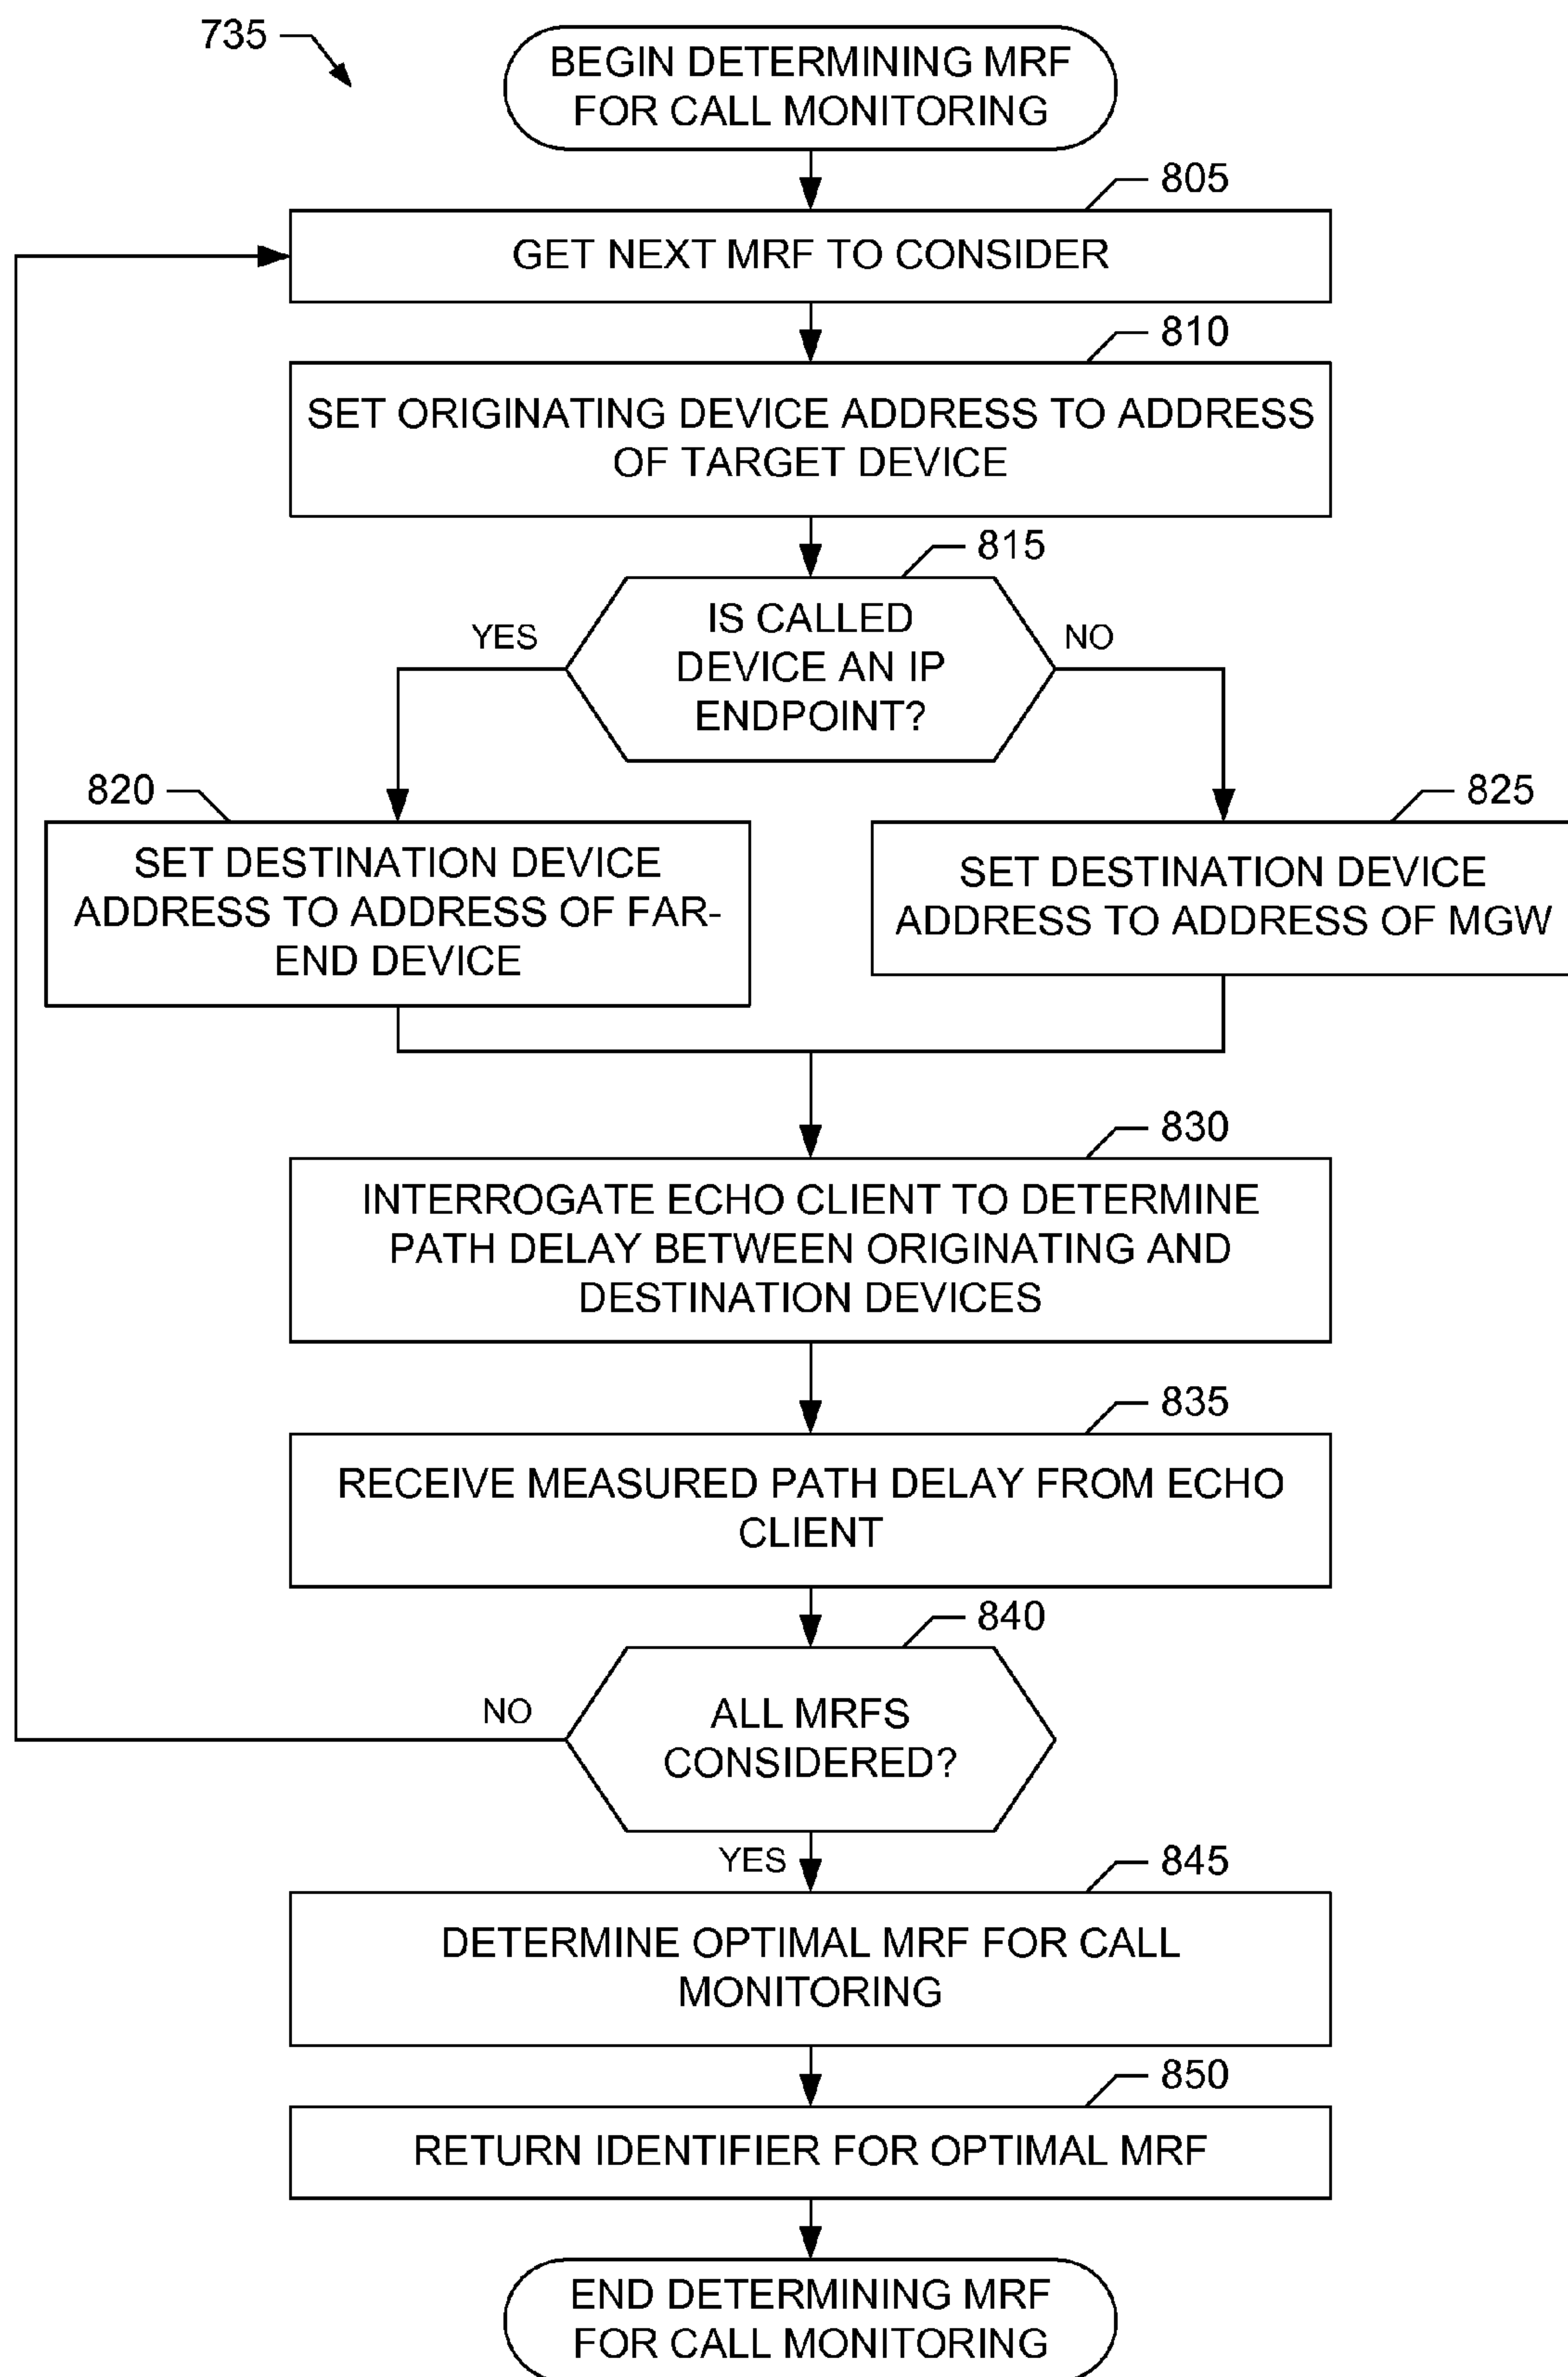 735
BEGIN DETERMINING MRF
FOR CALL MONITORING
805
GET NEXT MRF TO CONSIDER
810
SET ORIGINATING DEVICE ADDRESS TO ADDRESS
OF TARGET DEVICE
815
IS CALLED
DEVICE AN IP
ENDPOINT?
YES
NO
820
SET DESTINATION DEVICE
ADDRESS TO ADDRESS OF FAR-
END DEVICE
825
SET DESTINATION DEVICE
ADDRESS TO ADDRESS OF MGW
830
INTERROGATE ECHO CLIENT TO DETERMINE
PATH DELAY BETWEEN ORIGINATING AND
DESTINATION DEVICES
835
RECEIVE MEASURED PATH DELAY FROM ECHO
CLIENT
840
ALL MRFS
CONSIDERED?
NO
YES
845
DETERMINE OPTIMAL MRF FOR CALL
MONITORING
850
RETURN IDENTIFIER FOR OPTIMAL MRF
END DETERMINING MRF
FOR CALL MONITORING